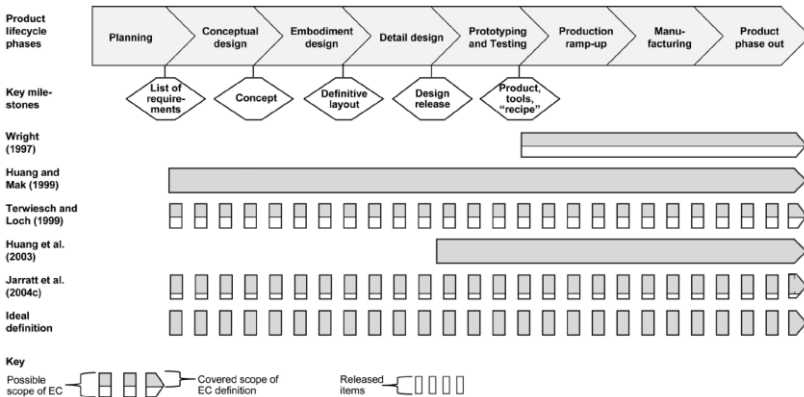 Product
lifecycle
phases
Planning
Conceptual
design
Embodiment
design
Detail design
Prototyping
and Testing
Production
ramp-up
Manu-
facturing
Product
phase out
Key mile-
stones
List of
require-
ments
Concept
Definitive
layout
Design
release
Product,
tools,
"recipe"
Wright
(1997)
Huang and
Mak (1999)
Terwiesch and
Loch (1999)
Huang et al.
(2003)
Jarratt et al.
(2004c)
Ideal
definition
Key
Possible
scope of EC
Covered scope of
EC definition
Released
items